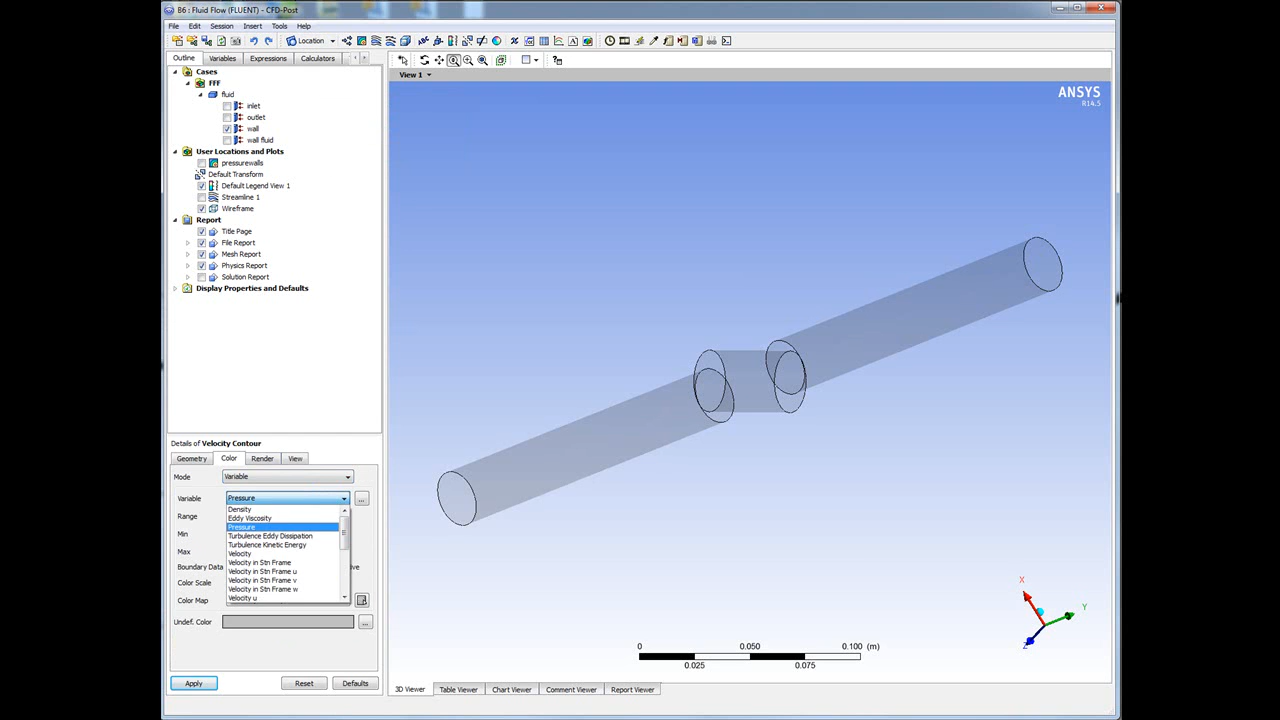 B6 : Fluid Flow (FLUENT) - CFD-Post
File Edit Session Insert Tools Help
Location
Outline Variables Expressions Calculators
View 1
Cases
FFF
fluid
inlet
outlet
wall
wall fluid
User Locations and Plots
pressurewalls
Default Transform
Default Legend View 1
Streamline 1
Wireframe
Report
Title Page
File Report
Mesh Report
Physics Report
Solution Report
Display Properties and Defaults
ANSYS
R14.5
Details of Velocity Contour
Geometry Color Render View
Mode Variable
Variable Pressure ...
Density
Range
Eddy Viscosity
Pressure
Min
Turbulence Eddy Dissipation
Turbulence Kinetic Energy
Max
Velocity
Velocity in Stn Frame
Boundary Data ive
Velocity in Stn Frame u
Color Scale
Velocity in Stn Frame v
Velocity in Stn Frame w
Color Map
Velocity u
Undef. Color ...
Apply Reset Defaults
X
Y
Z
0 0.050 0.100 (m)
0.025 0.075
3D Viewer Table Viewer Chart Viewer Comment Viewer Report Viewer